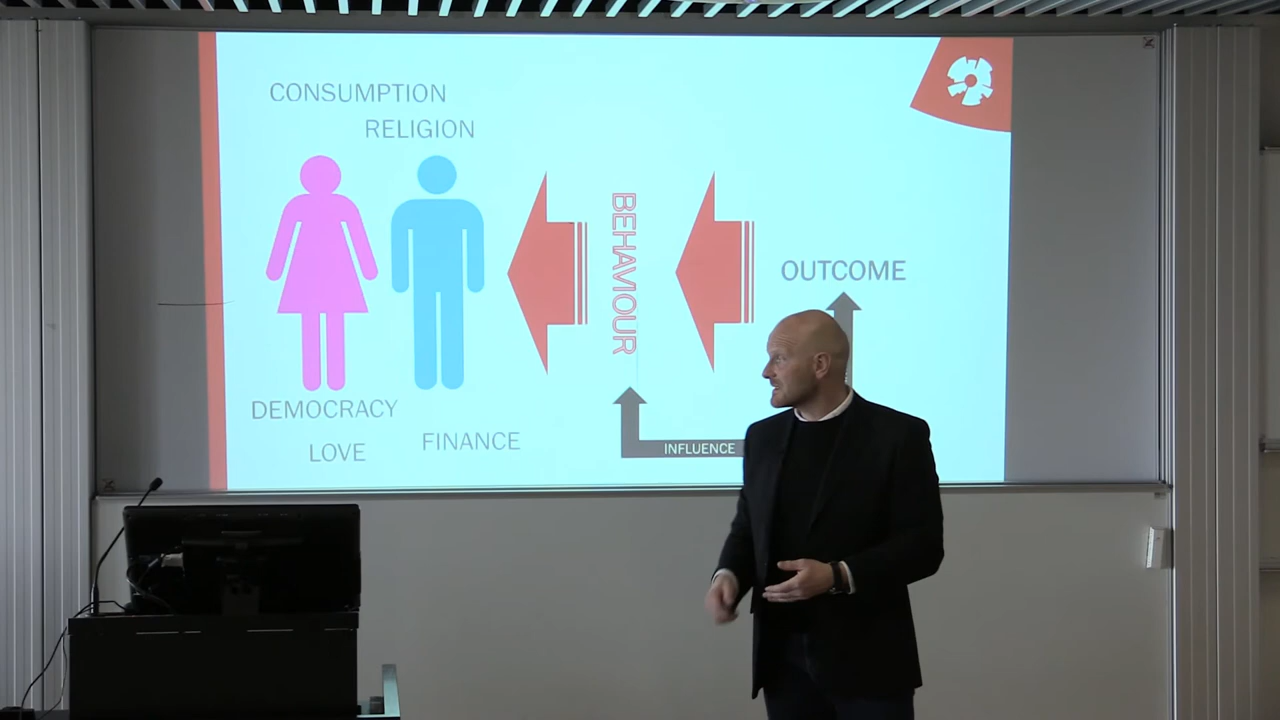 CONSUMPTION
RELIGION
BEHAVIOUR
OUTCOME
DEMOCRACY
LOVE
FINANCE
INFLUENCE